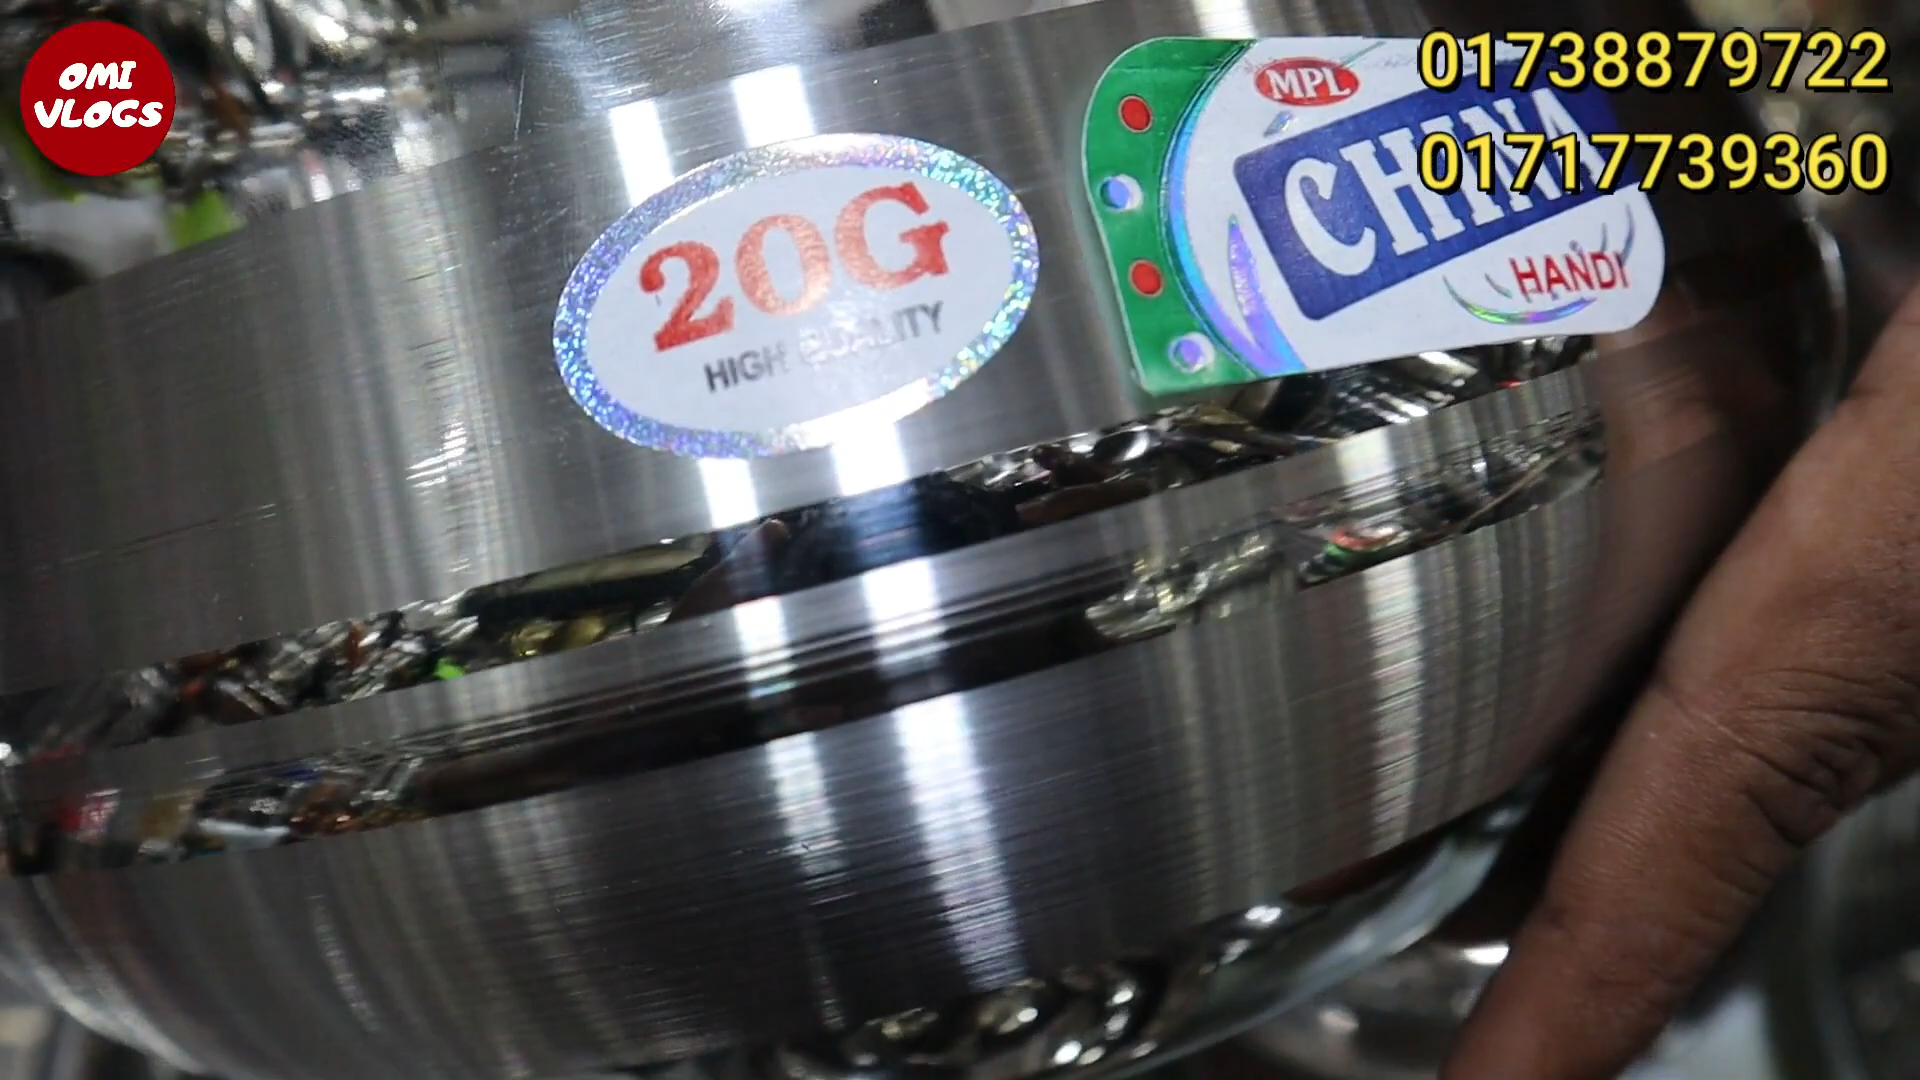 OMI
VLOGS
01738879722
01717739360
MPL
CHINA
HANDI
20G
HIGH QUALITY